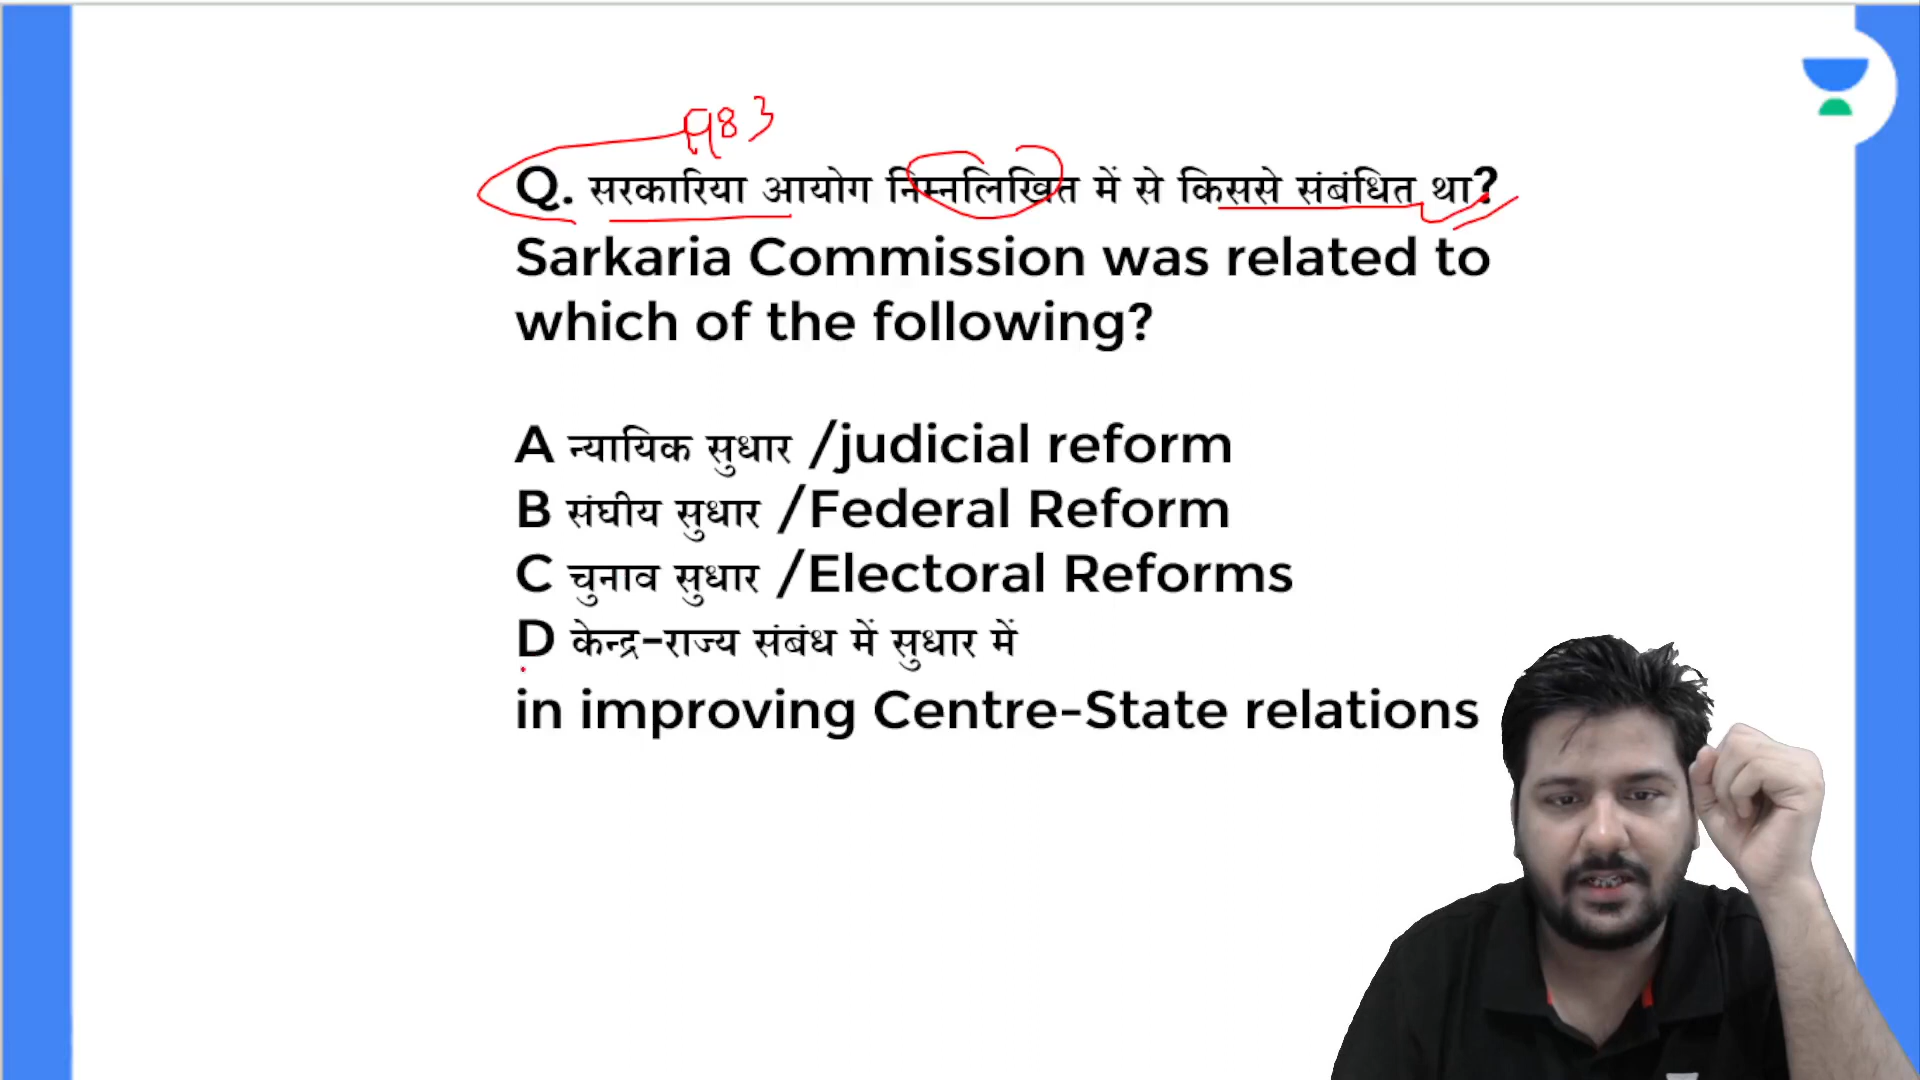 1983
Q. सरकारिया आयोग निम्नलिखित में से किससे संबंधित था?
Sarkaria Commission was related to
which of the following?
A न्यायिक सुधार /judicial reform
B संघीय सुधार /Federal Reform
C चुनाव सुधार /Electoral Reforms
D केन्द्र-राज्य संबंध में सुधार में
in improving Centre-State relations